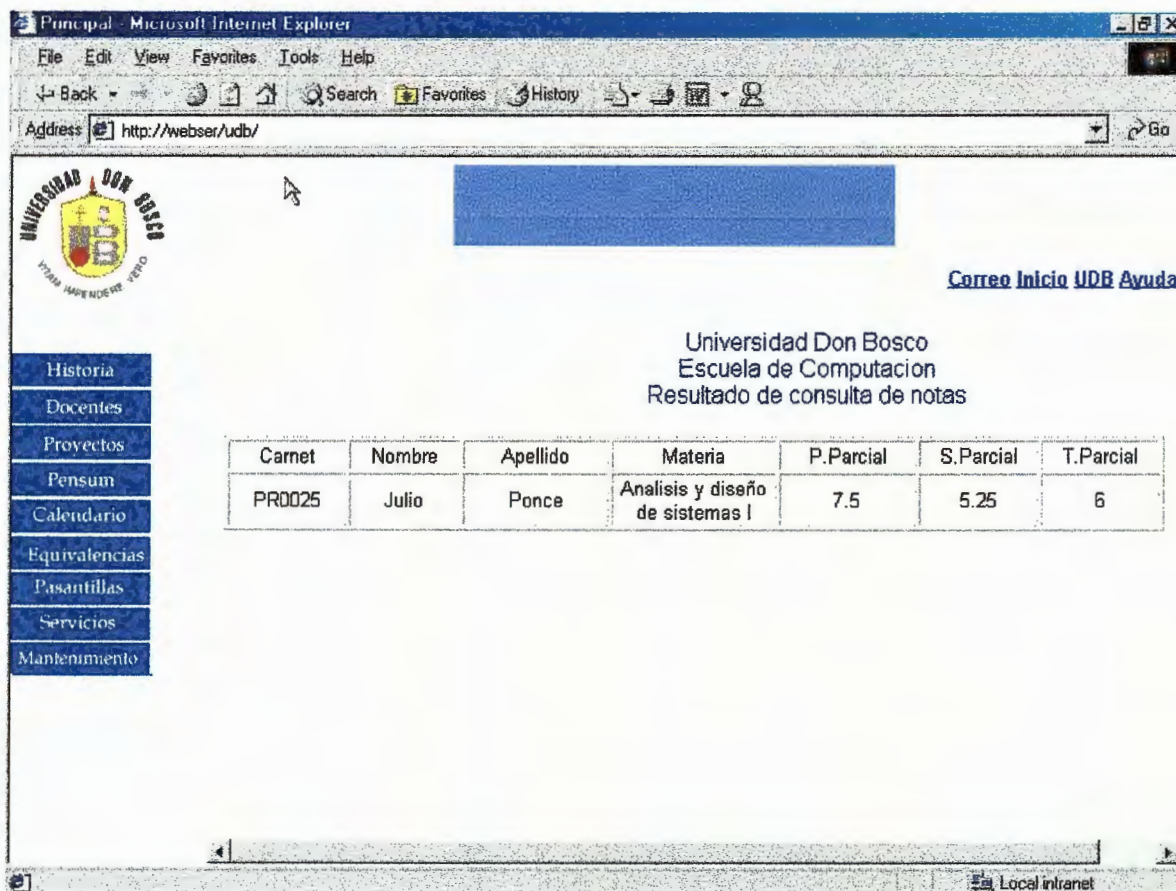 Principal - Microsoft Internet Explorer
File Edit View Favorites Tools Help
Back Search Favorites History
Address http://webser/udb/ Go
UNIVERSIDAD DON BOSCO
VITAM IMPENDERE VERO
Correo Inicio UDB Ayuda
Universidad Don Bosco
Escuela de Computacion
Resultado de consulta de notas
Historia
Docentes
Proyectos
Pensum
Calendario
Equivalencias
Pasantillas
Servicios
Mantenimiento
Carnet Nombre Apellido Materia P.Parcial S.Parcial T.Parcial
PR0025 Julio Ponce Analisis y diseño de sistemas I 7.5 5.25 6
Local intranet